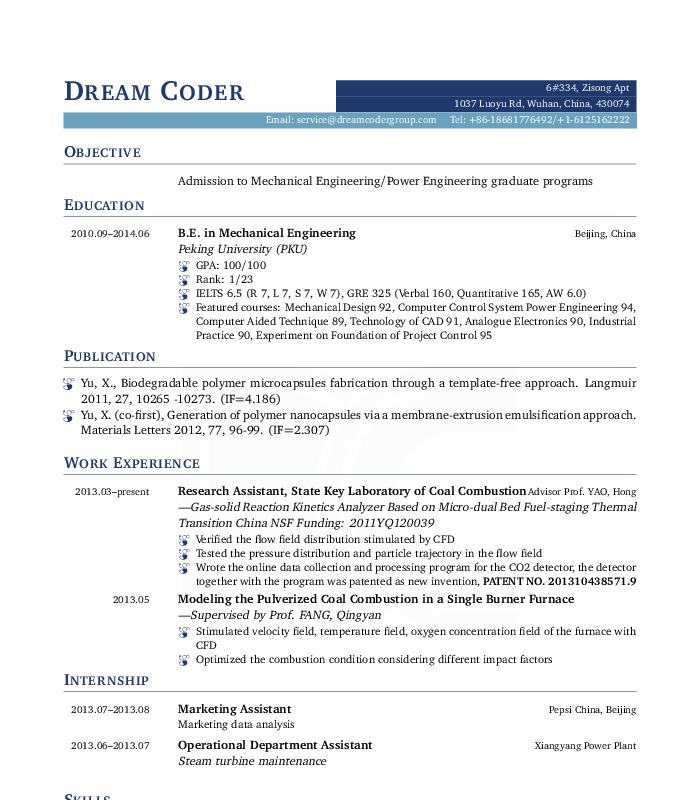 DREAM CODER
6#334, Zisong Apt
1037 Luoyu Rd, Wuhan, China, 430074
Email: service@dreamcodergroup.com Tel: +86-18681776492/+1-6125162222
OBJECTIVE
Admission to Mechanical Engineering/Power Engineering graduate programs
EDUCATION
2010.09–2014.06 B.E. in Mechanical Engineering Beijing, China
Peking University (PKU)
GPA: 100/100
Rank: 1/23
IELTS 6.5 (R 7, L 7, S 7, W 7), GRE 325 (Verbal 160, Quantitative 165, AW 6.0)
Featured courses: Mechanical Design 92, Computer Control System Power Engineering 94,
Computer Aided Technique 89, Technology of CAD 91, Analogue Electronics 90, Industrial
Practice 90, Experiment on Foundation of Project Control 95
PUBLICATION
Yu, X., Biodegradable polymer microcapsules fabrication through a template-free approach. Langmuir
2011, 27, 10265 -10273. (IF=4.186)
Yu, X. (co-first), Generation of polymer nanocapsules via a membrane-extrusion emulsification approach.
Materials Letters 2012, 77, 96-99. (IF=2.307)
WORK EXPERIENCE
2013.03–present Research Assistant, State Key Laboratory of Coal Combustion Advisor Prof. YAO, Hong
—Gas-solid Reaction Kinetics Analyzer Based on Micro-dual Bed Fuel-staging Thermal
Transition China NSF Funding: 2011YQ120039
Verified the flow field distribution stimulated by CFD
Tested the pressure distribution and particle trajectory in the flow field
Wrote the online data collection and processing program for the CO2 detector, the detector
together with the program was patented as new invention, PATENT NO. 201310438571.9
2013.05 Modeling the Pulverized Coal Combustion in a Single Burner Furnace
—Supervised by Prof. FANG, Qingyan
Stimulated velocity field, temperature field, oxygen concentration field of the furnace with
CFD
Optimized the combustion condition considering different impact factors
INTERNSHIP
2013.07–2013.08 Marketing Assistant Pepsi China, Beijing
Marketing data analysis
2013.06–2013.07 Operational Department Assistant Xiangyang Power Plant
Steam turbine maintenance
SKILLS